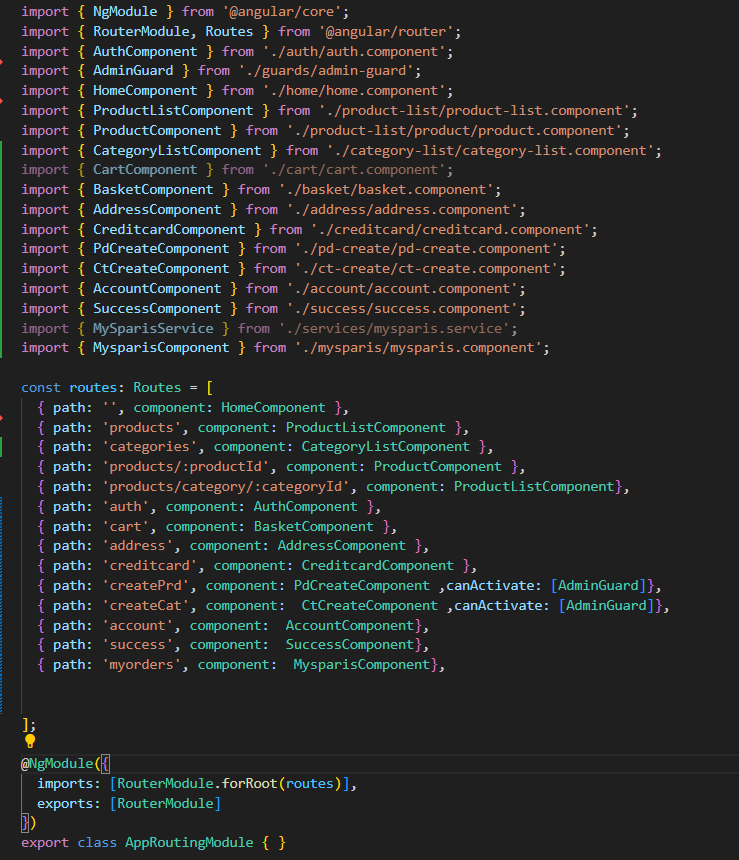 import { NgModule } from '@angular/core';
import { RouterModule, Routes } from '@angular/router';
import { AuthComponent } from './auth/auth.component';
import { AdminGuard } from './guards/admin-guard';
import { HomeComponent } from './home/home.component';
import { ProductListComponent } from './product-list/product-list.component';
import { ProductComponent } from './product-list/product/product.component';
import { CategoryListComponent } from './category-list/category-list.component';
import { CartComponent } from './cart/cart.component';
import { BasketComponent } from './basket/basket.component';
import { AddressComponent } from './address/address.component';
import { CreditcardComponent } from './creditcard/creditcard.component';
import { PdCreateComponent } from './pd-create/pd-create.component';
import { CtCreateComponent } from './ct-create/ct-create.component';
import { AccountComponent } from './account/account.component';
import { SuccessComponent } from './success/success.component';
import { MySparisService } from './services/mysparis.service';
import { MysparisComponent } from './mysparis/mysparis.component';

const routes: Routes = [
  { path: '', component: HomeComponent },
  { path: 'products', component: ProductListComponent },
  { path: 'categories', component: CategoryListComponent },
  { path: 'products/:productId', component: ProductComponent },
  { path: 'products/category/:categoryId', component: ProductListComponent},
  { path: 'auth', component: AuthComponent },
  { path: 'cart', component: BasketComponent },
  { path: 'address', component: AddressComponent },
  { path: 'creditcard', component: CreditcardComponent },
  { path: 'createPrd', component: PdCreateComponent ,canActivate: [AdminGuard]},
  { path: 'createCat', component:  CtCreateComponent ,canActivate: [AdminGuard]},
  { path: 'account', component:  AccountComponent},
  { path: 'success', component:  SuccessComponent},
  { path: 'myorders', component:  MysparisComponent},

];

@NgModule({
  imports: [RouterModule.forRoot(routes)],
  exports: [RouterModule]
})
export class AppRoutingModule { }